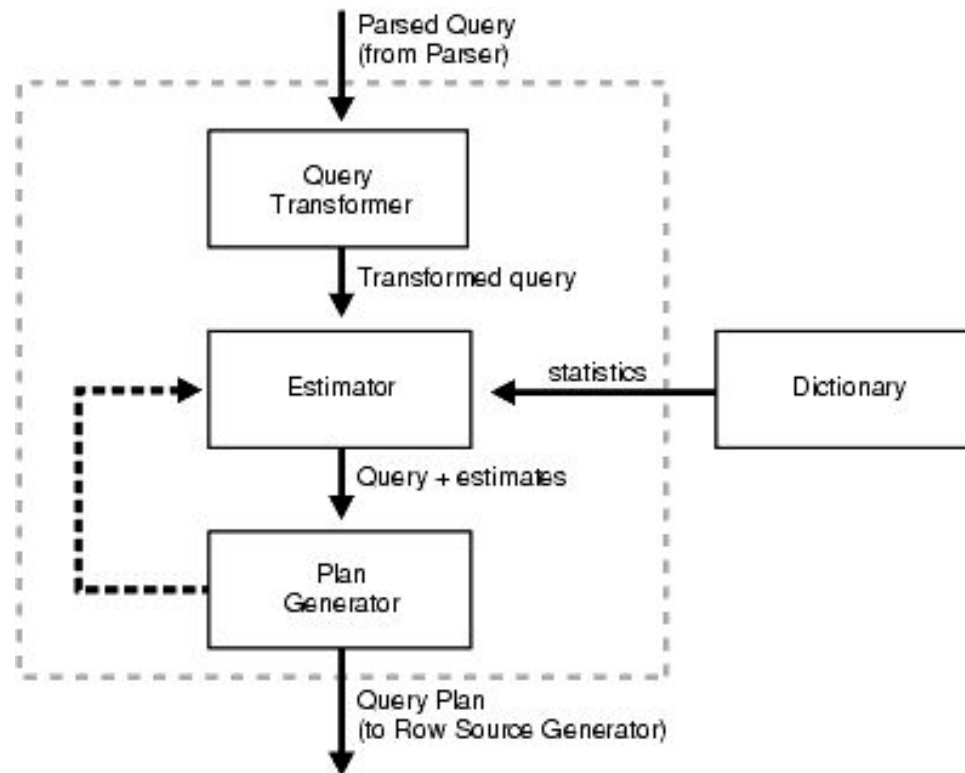 Parsed Query
(from Parser)
Query
Transformer
Transformed query
Estimator
statistics
Dictionary
Query + estimates
Plan
Generator
Query Plan
(to Row Source Generator)